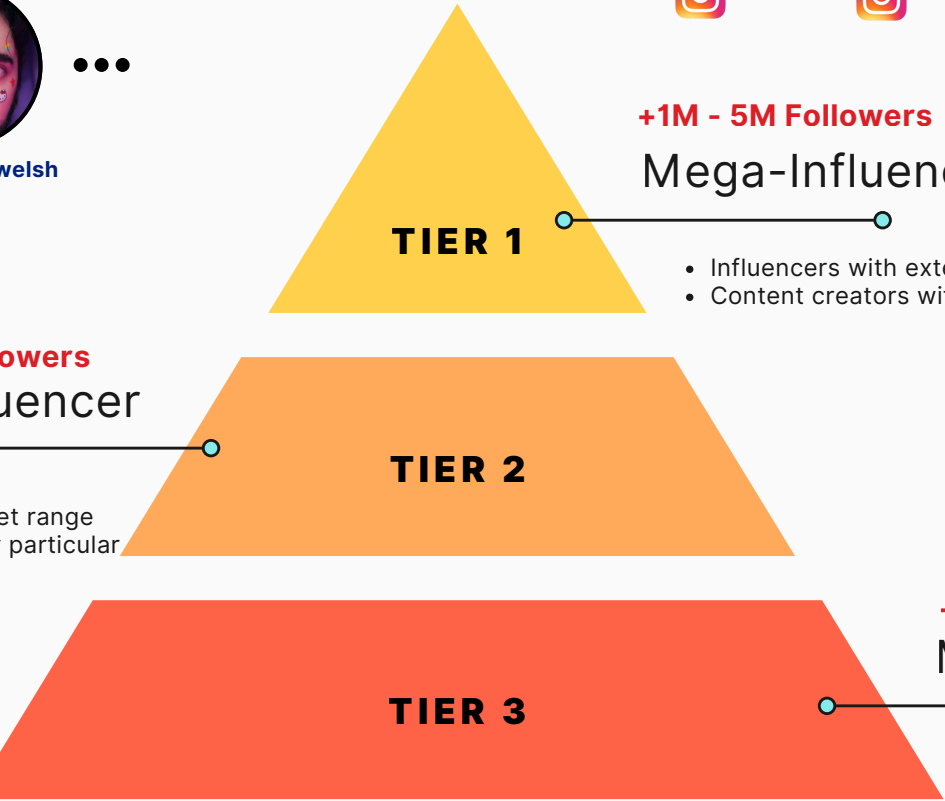 welsh
+1M - 5M Followers
Mega-Influen
TIER 1
Influencers with exte
Content creators wi
owers
uencer
TIER 2
et range
particular
TIER 3